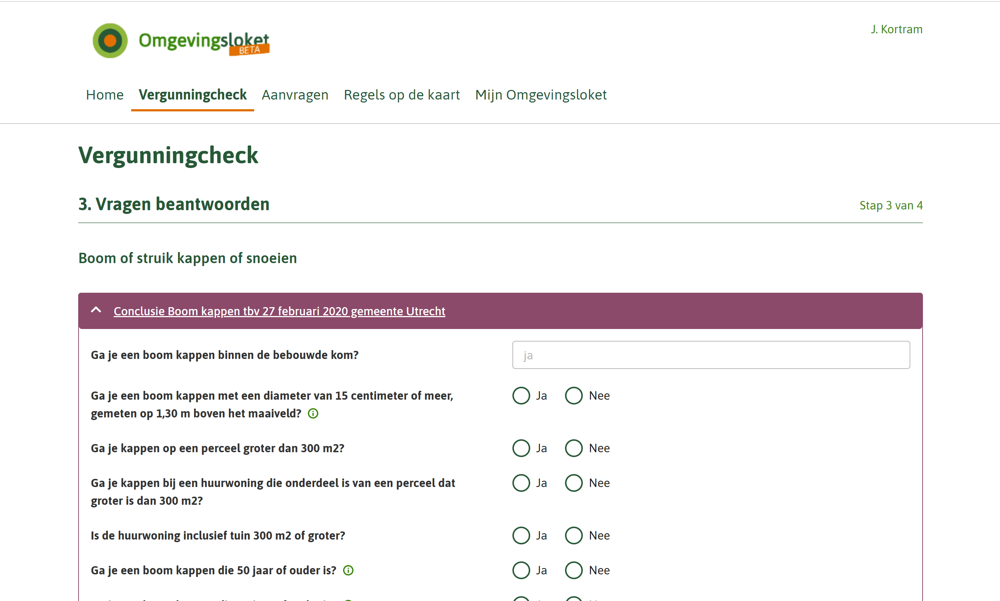 Omgevingsloket
BETA
J. Kortram
Home Vergunningcheck Aanvragen Regels op de kaart Mijn Omgevingsloket
Vergunningcheck
3. Vragen beantwoorden
Stap 3 van 4
Boom of struik kappen of snoeien
Conclusie Boom kappen tbv 27 februari 2020 gemeente Utrecht
Ga je een boom kappen binnen de bebouwde kom?
ja
Ga je een boom kappen met een diameter van 15 centimeter of meer,
gemeten op 1,30 m boven het maaiveld?
Ja Nee
Ga je kappen op een perceel groter dan 300 m2?
Ja Nee
Ga je kappen bij een huurwoning die onderdeel is van een perceel dat
groter is dan 300 m2?
Ja Nee
Is de huurwoning inclusief tuin 300 m2 of groter?
Ja Nee
Ga je een boom kappen die 50 jaar of ouder is?
Ja Nee